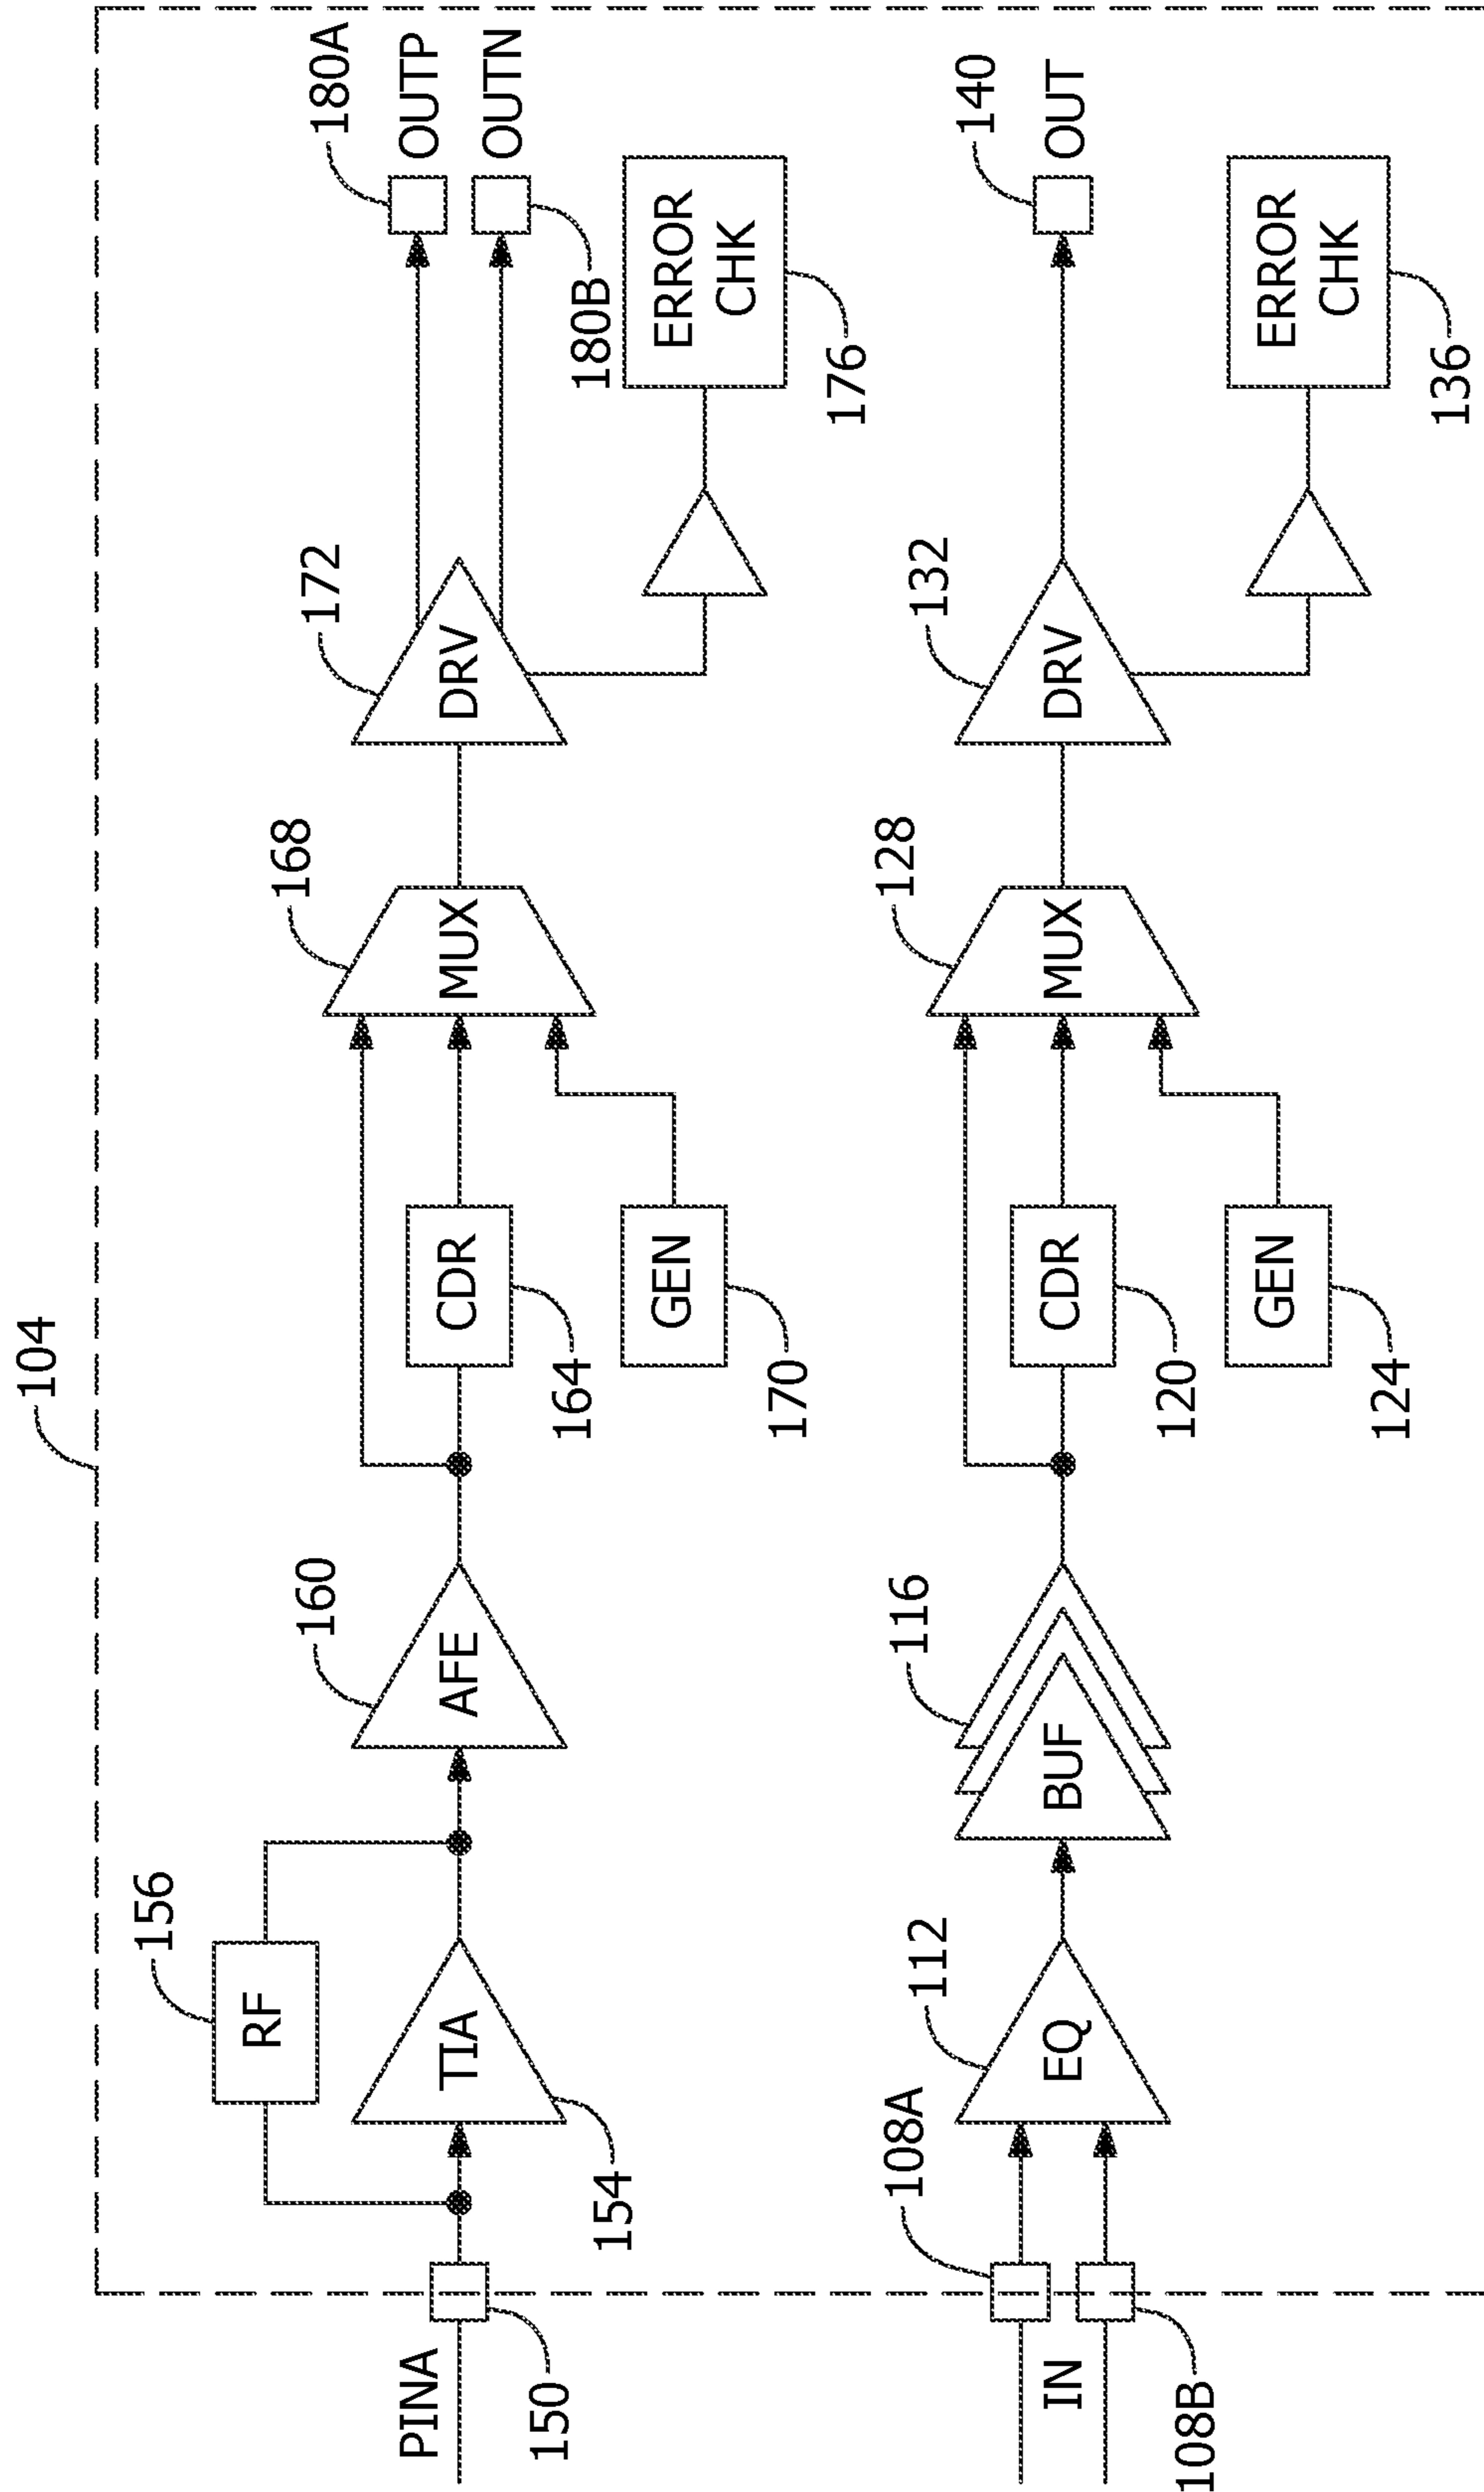 104
156
RF
PINA
150
TIA
154
160
AFE
CDR
164
GEN
170
168
MUX
172
DRV
180A
OUTP
OUTN
180B
ERROR
CHK
176
IN
108A
108B
112
EQ
116
BUF
CDR
120
GEN
124
128
MUX
132
DRV
140
OUT
ERROR
CHK
136